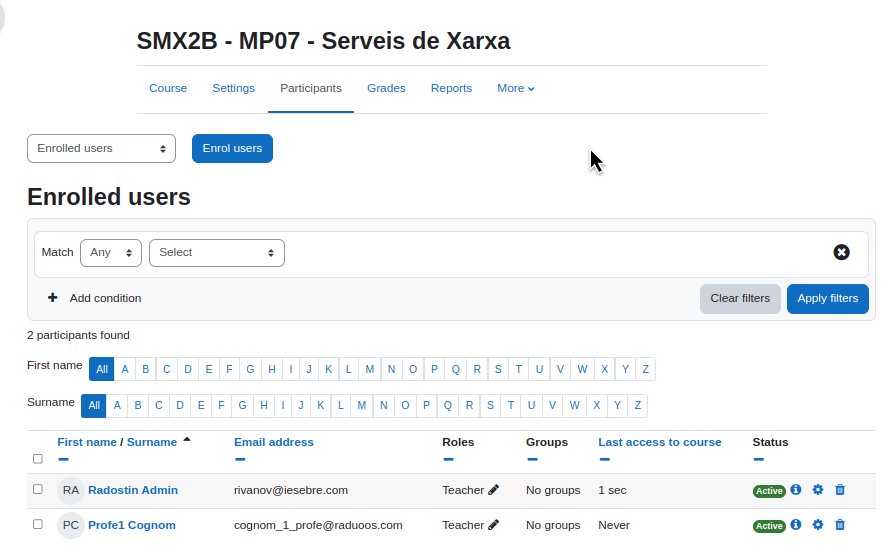 SMX2B - MP07 - Serveis de Xarxa
Course Settings Participants Grades Reports More
Enrolled users Enrol users
Enrolled users
Match Any Select
Add condition Clear filters Apply filters
2 participants found
First name All A B C D E F G H I J K L M N O P Q R S T U V W X Y Z
Surname All A B C D E F G H I J K L M N O P Q R S T U V W X Y Z
First name / Surname Email address Roles Groups Last access to course Status
RA Radostin Admin rivanov@iesebre.com Teacher No groups 1 sec Active
PC Profe1 Cognom cognom_1_profe@raduoos.com Teacher No groups Never Active